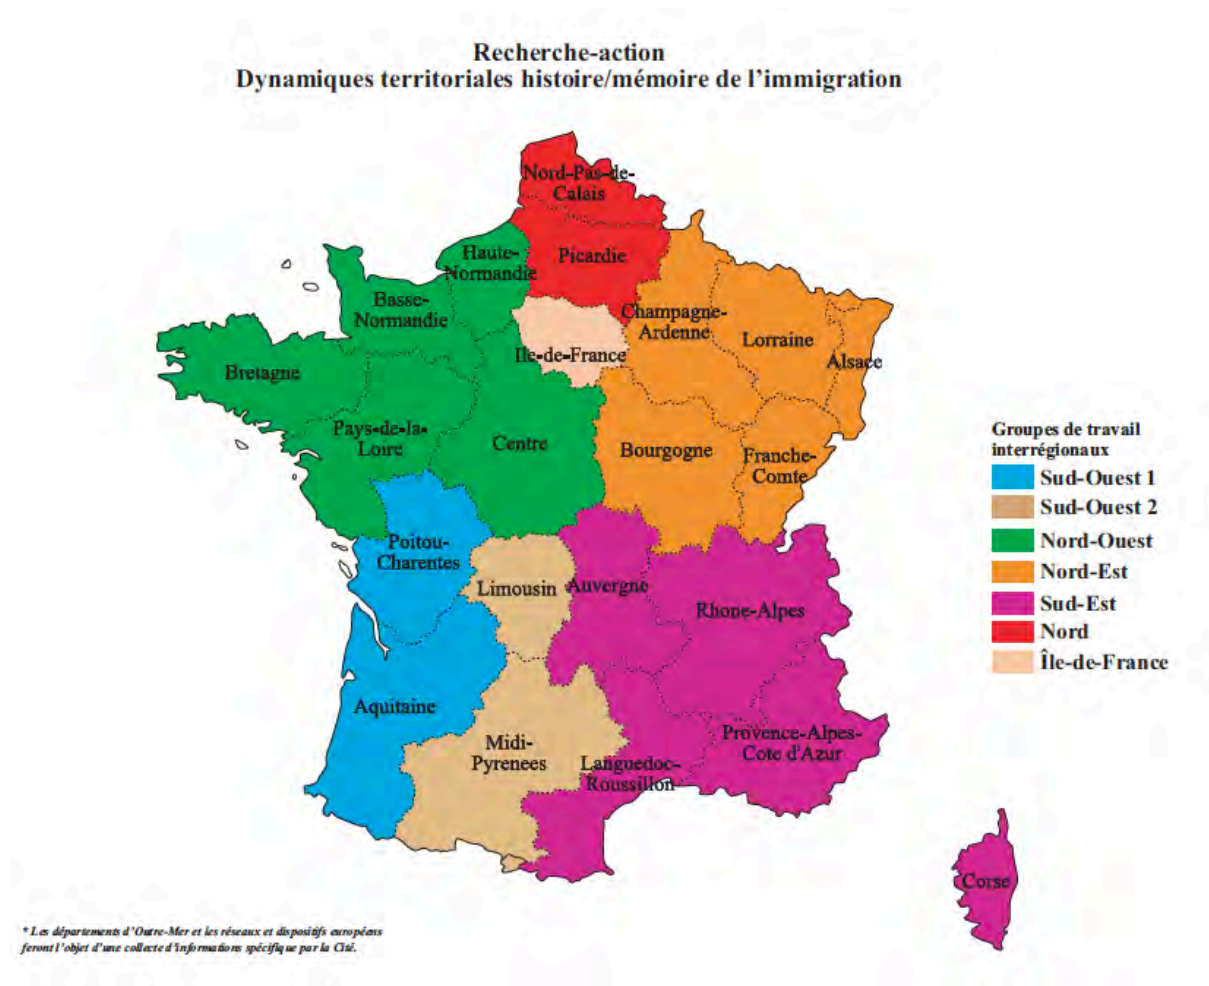 Recherche-action
Dynamiques territoriales histoire/mémoire de l'immigration
Nord-Pas-de-
Calais
Picardie
Haute-
Normandie
Basse-
Normandie
Champagne-
Ardenne
Lorraine
Alsace
Ile-de-France
Bretagne
Pays-de-la-
Loire
Centre
Bourgogne
Franche-
Comte
Poitou-
Charentes
Limousin
Auvergne
Rhone-Alpes
Aquitaine
Midi-
Pyrenees
Languedoc-
Roussillon
Provence-Alpes-
Cote d'Azur
Corse
Groupes de travail
interrégionaux
Sud-Ouest 1
Sud-Ouest 2
Nord-Ouest
Nord-Est
Sud-Est
Nord
Île-de-France
* Les départements d'Outre-Mer et les réseaux et dispositifs européens
feront l'objet d'une collecte d'informations spécifique par la Cité.